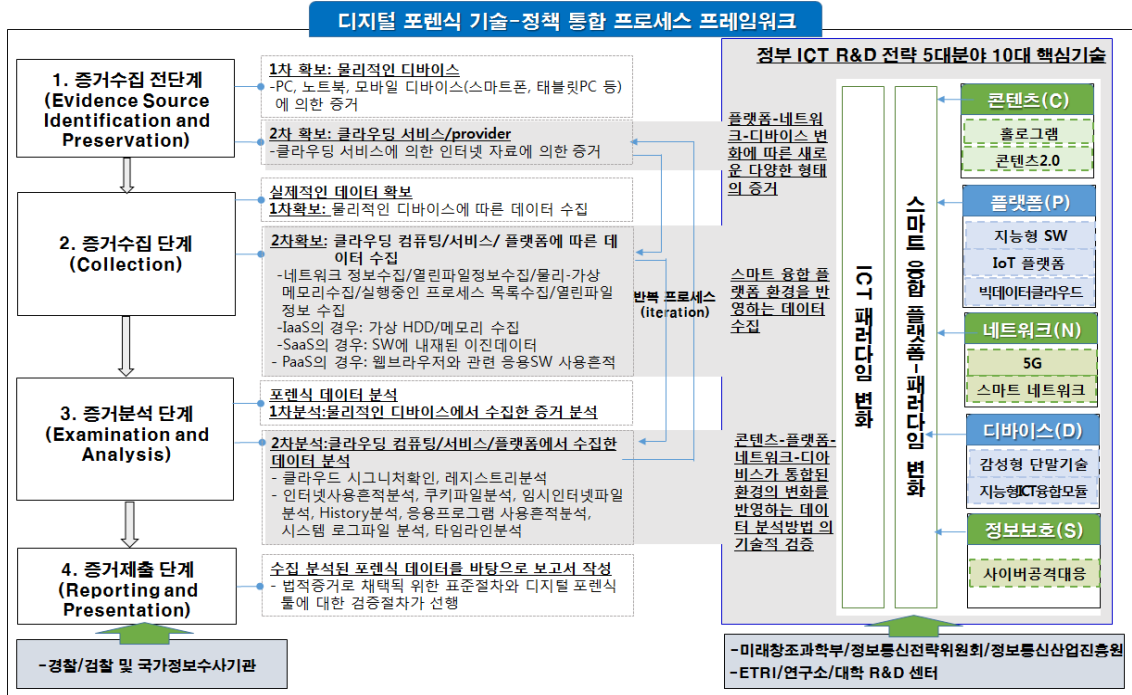 디지털 포렌식 기술-정책 통합 프로세스 프레임워크
1. 증거수집 전단계
(Evidence Source
Identification and
Preservation)
1차 확보: 물리적인 디바이스
-PC, 노트북, 모바일 디바이스(스마트폰, 태블릿PC 등)
에 의한 증거
2차 확보: 클라우딩 서비스/provider
-클라우딩 서비스에 의한 인터넷 자료에 의한 증거
2. 증거수집 단계
(Collection)
실제적인 데이터 확보
1차확보: 물리적인 디바이스에 따른 데이터 수집
2차확보: 클라우딩 컴퓨팅/서비스/ 플랫폼에 따른 데
이터 수집
-네트워크 정보수집/열린파일정보수집/물리-가상
메모리수집/실행중인 프로세스 목록수집/열린파일
정보 수집
-IaaS의 경우: 가상 HDD/메모리 수집
-SaaS의 경우: SW에 내재된 이진데이터
- PaaS의 경우: 웹브라우저와 관련 응용SW 사용흔적
3. 증거분석 단계
(Examination and
Analysis)
포렌식 데이터 분석
1차분석:물리적인 디바이스에서 수집한 증거 분석
2차분석:클라우딩 컴퓨팅/서비스/플랫폼에서 수집한
데이터 분석
- 클라우드 시그니처확인, 레지스트리분석
- 인터넷사용흔적분석, 쿠키파일분석, 임시인터넷파일
분석, History분석, 응용프로그램 사용흔적분석,
시스템 로그파일 분석, 타임라인분석
4. 증거제출 단계
(Reporting and
Presentation)
수집 분석된 포렌식 데이터를 바탕으로 보고서 작성
- 법적증거로 채택될 위한 표준절차와 디지털 포렌식
툴에 대한 검증절차가 선행
-경찰/검찰 및 국가정보수사기관
반복 프로세스
(iteration)
정부 ICT R&D 전략 5대분야 10대 핵심기술
플랫폼-네트워
크-디바이스 변
화에 따른 새로
운 다양한 형태
의 증거
스마트 융합 플
랫폼 환경을 반
영하는 데이터
수집
콘텐츠-플랫폼-
네트워크-디아
비스가 통합된
환경의 변화를
반영하는 데이
터 분석방법 의
기술적 검증
ICT 패러다임 변화
스마트 융합 플랫폼-패러다임 변화
콘텐츠(C)
홀로그램
콘텐츠2.0
플랫폼(P)
지능형 SW
IoT 플랫폼
빅데이터클라우드
네트워크(N)
5G
스마트 네트워크
디바이스(D)
감성형 단말기술
지능형ICT융합모듈
정보보호(S)
사이버공격대응
-미래창조과학부/정보통신전략위원회/정보통신산업진흥원
-ETRI/연구소/대학 R&D 센터